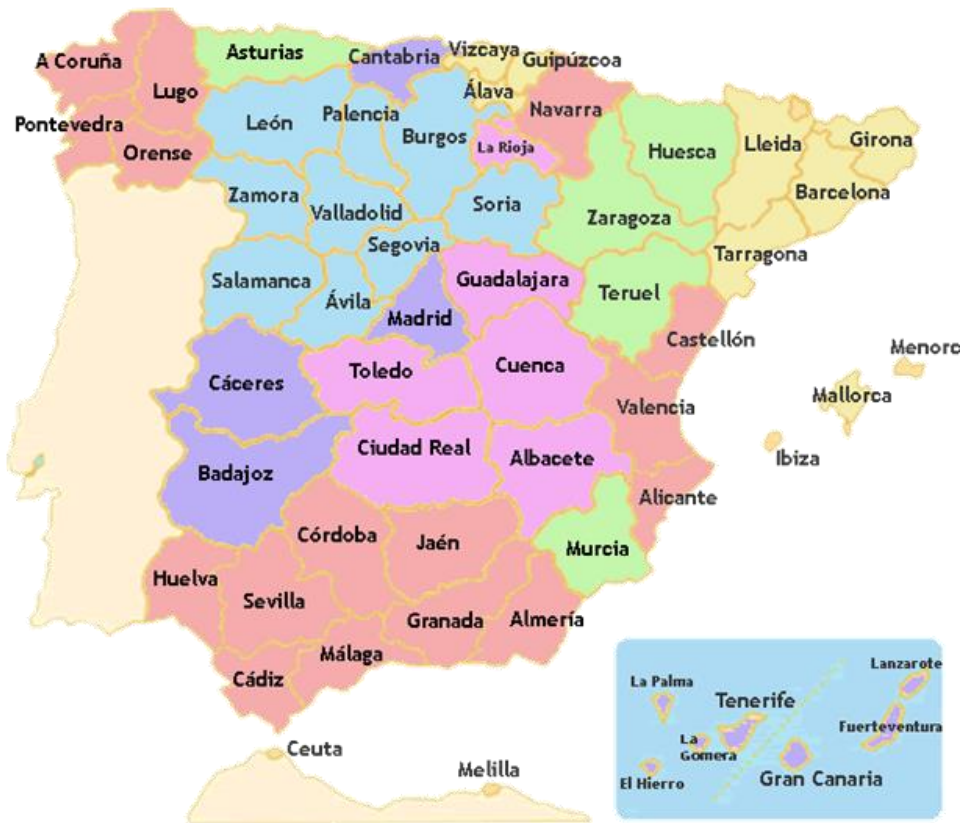 Asturias
Cantabria
Vizcaya
Guipúzcoa
A Coruña
Lugo
Álava
Navarra
León
Palencia
Burgos
La Rioja
Huesca
Lleida
Girona
Pontevedra
Orense
Zamora
Valladolid
Soria
Zaragoza
Barcelona
Segovia
Tarragona
Salamanca
Ávila
Guadalajara
Teruel
Madrid
Castellón
Menorc
Cáceres
Toledo
Cuenca
Valencia
Mallorca
Badajoz
Ciudad Real
Albacete
Ibiza
Alicante
Córdoba
Jaén
Murcia
Huelva
Sevilla
Granada
Almería
Málaga
Cádiz
Ceuta
Melilla
Lanzarote
La Palma
Tenerife
Fuerteventura
La
Gomera
El Hierro
Gran Canaria